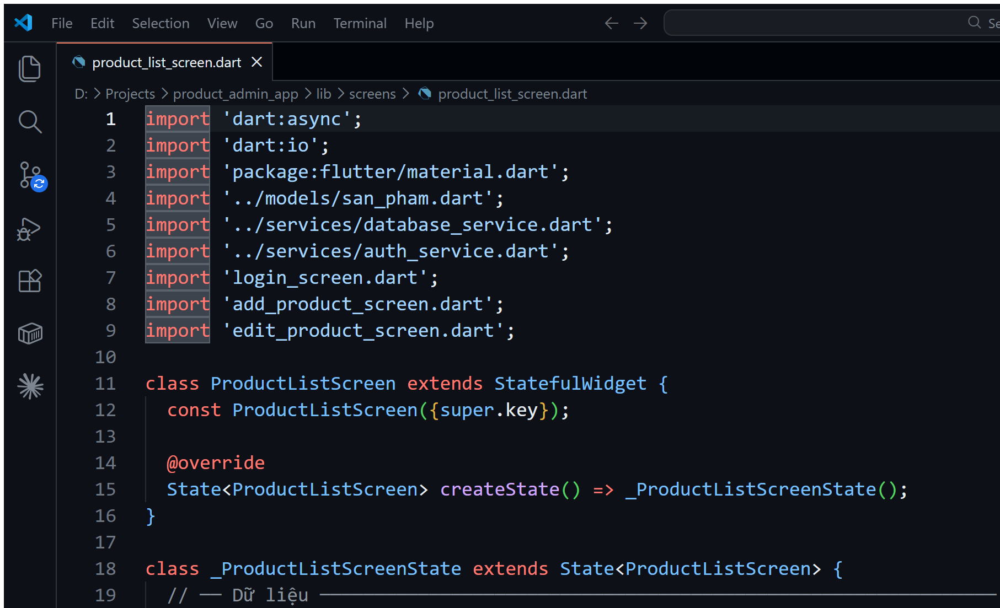 File Edit Selection View Go Run Terminal Help
product_list_screen.dart
D: > Projects > product_admin_app > lib > screens > product_list_screen.dart
1 import 'dart:async';
2 import 'dart:io';
3 import 'package:flutter/material.dart';
4 import '../models/san_pham.dart';
5 import '../services/database_service.dart';
6 import '../services/auth_service.dart';
7 import 'login_screen.dart';
8 import 'add_product_screen.dart';
9 import 'edit_product_screen.dart';
10
11 class ProductListScreen extends StatefulWidget {
12 const ProductListScreen({super.key});
13
14 @override
15 State<ProductListScreen> createState() => _ProductListScreenState();
16 }
17
18 class _ProductListScreenState extends State<ProductListScreen> {
19 // ── Dữ liệu ──────────────────────────────